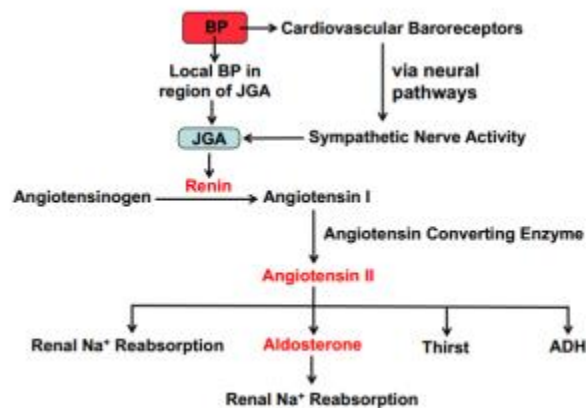 BP
Cardiovascular Baroreceptors
Local BP in
region of JGA
via neural
pathways
JGA
Sympathetic Nerve Activity
Renin
Angiotensinogen
Angiotensin I
Angiotensin Converting Enzyme
Angiotensin II
Renal Na⁺ Reabsorption
Aldosterone
Thirst
ADH
Renal Na⁺ Reabsorption